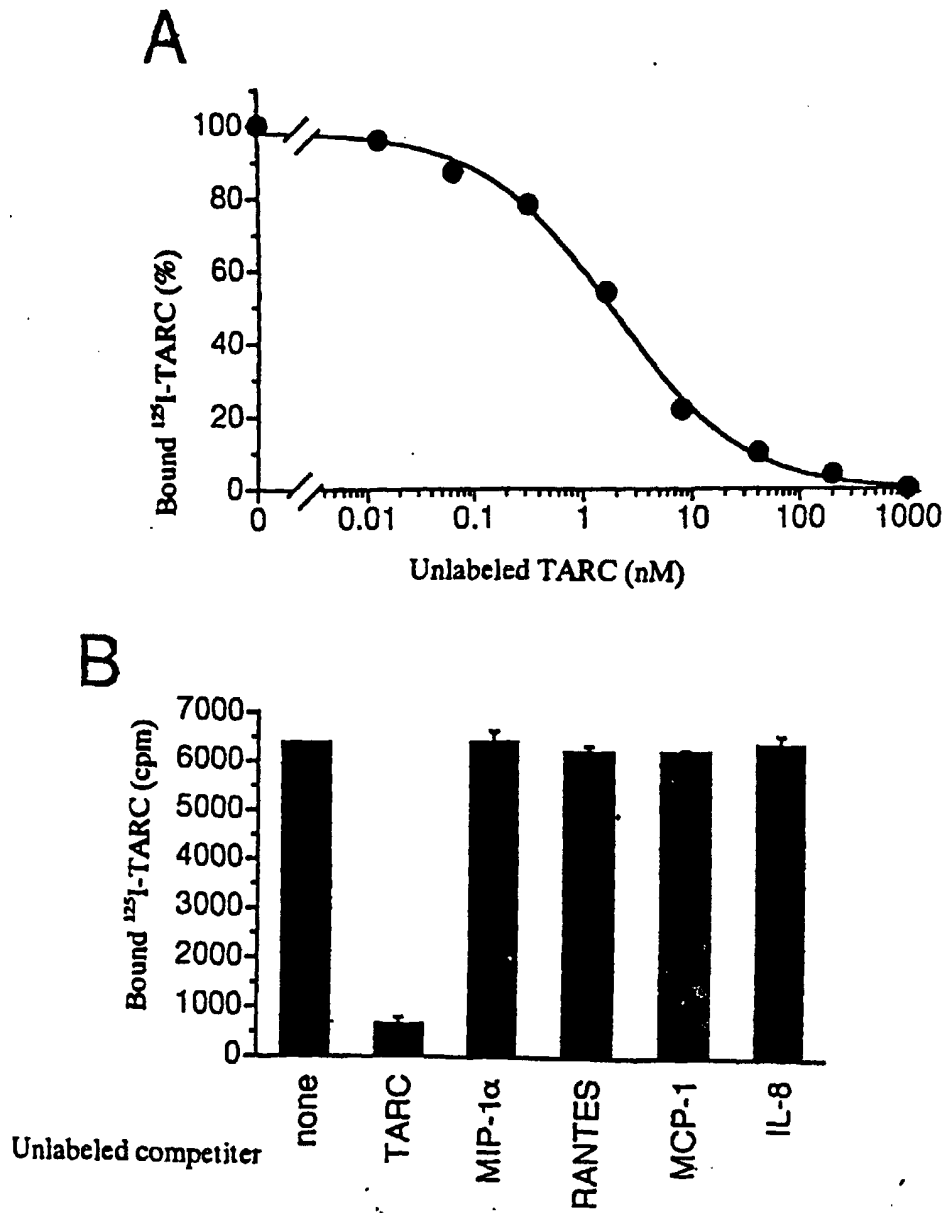 A
Bound ¹²⁵I-TARC (%)
100
80
60
40
20
0
0 0.01 0.1 1 10 100 1000
Unlabeled TARC (nM)
B
Bound ¹²⁵I-TARC (cpm)
7000
6000
5000
4000
3000
2000
1000
0
none TARC MIP-1α RANTES MCP-1 IL-8
Unlabeled competiter